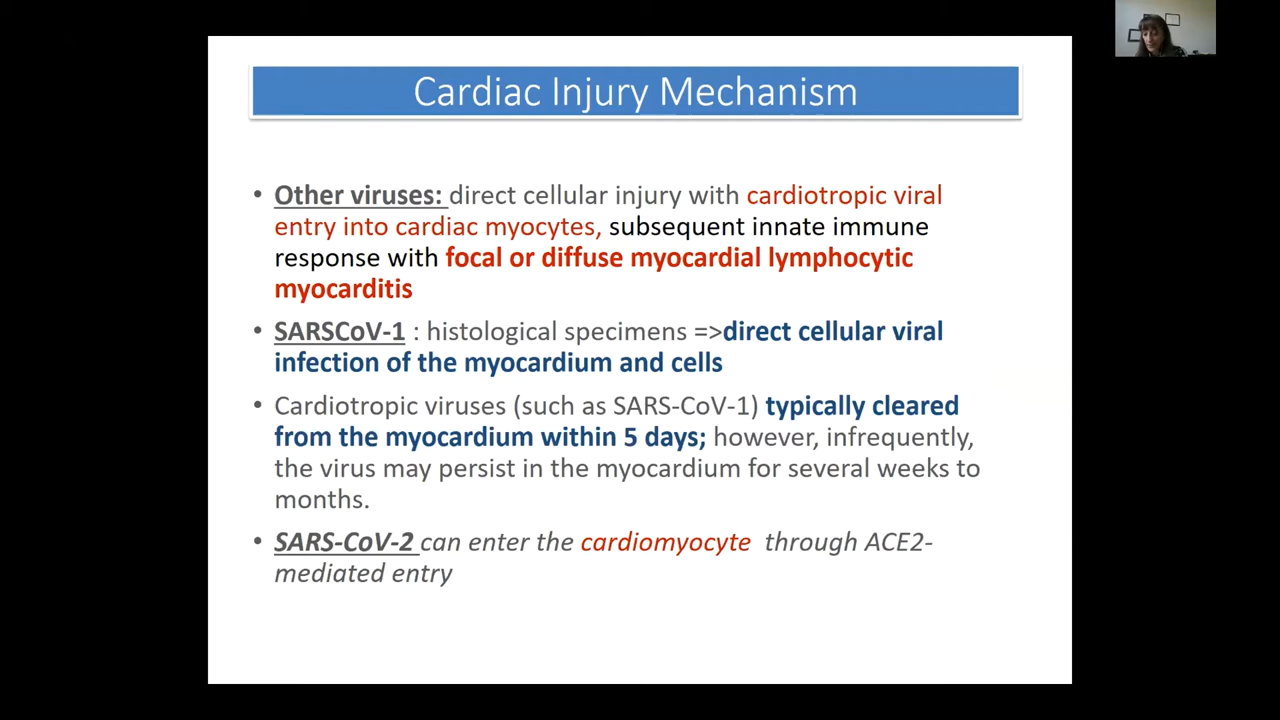 Cardiac Injury Mechanism
• Other viruses: direct cellular injury with cardiotropic viral
entry into cardiac myocytes, subsequent innate immune
response with focal or diffuse myocardial lymphocytic
myocarditis
• SARSCoV-1 : histological specimens =>direct cellular viral
infection of the myocardium and cells
• Cardiotropic viruses (such as SARS-CoV-1) typically cleared
from the myocardium within 5 days; however, infrequently,
the virus may persist in the myocardium for several weeks to
months.
• SARS-CoV-2 can enter the cardiomyocyte through ACE2-
mediated entry